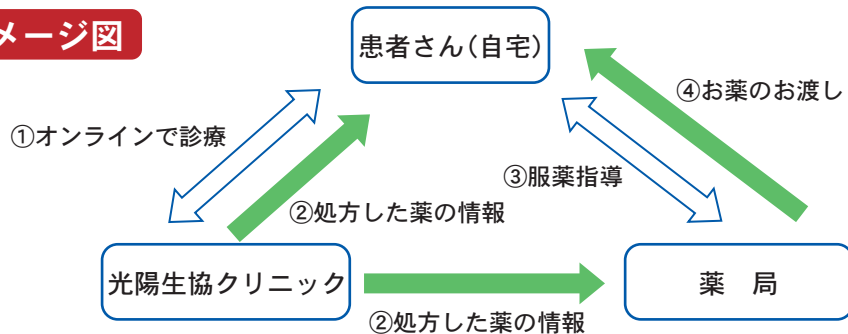 メージ図
患者さん（自宅）
④お薬のお渡し
①オンラインで診療
③服薬指導
②処方した薬の情報
光陽生協クリニック
薬　局
②処方した薬の情報